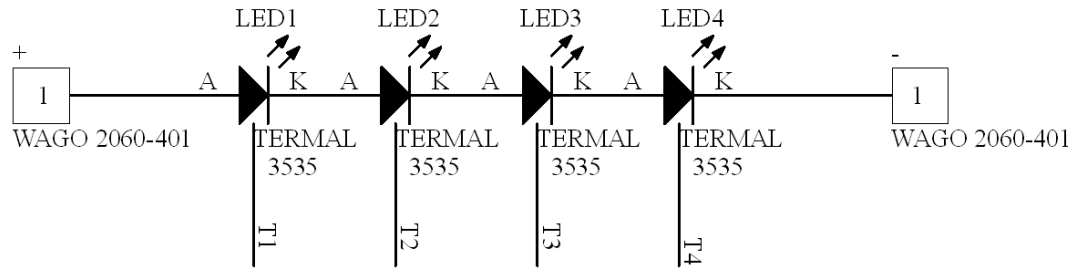 LED1 LED2 LED3 LED4
+ -
1 A K A K A K A K 1
WAGO 2060-401 TERMAL TERMAL TERMAL TERMAL WAGO 2060-401
3535 3535 3535 3535
T1 T2 T3 T4